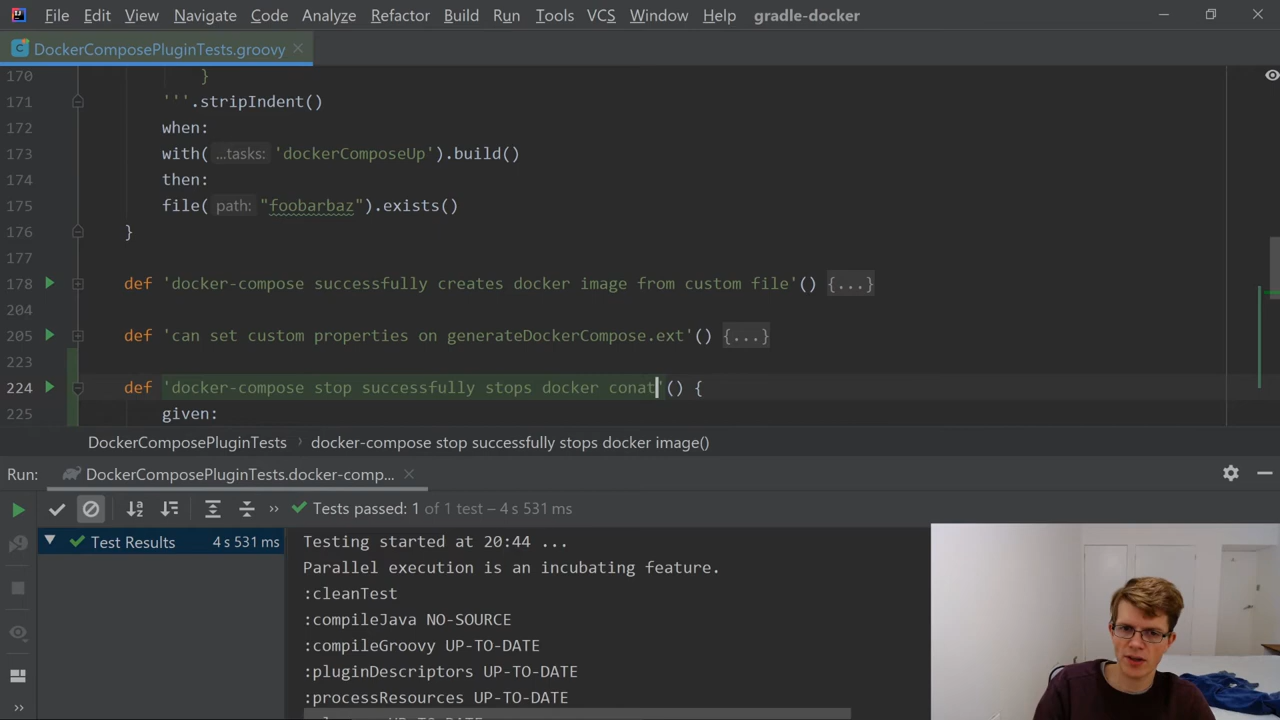 File Edit View Navigate Code Analyze Refactor Build Run Tools VCS Window Help gradle-docker
DockerComposePluginTests.groovy
170 }
171 '''.stripIndent()
172 when:
173 with( ...tasks: 'dockerComposeUp').build()
174 then:
175 file( path: "foobarbaz").exists()
176 }
177
178 def 'docker-compose successfully creates docker image from custom file'() {...}
204
205 def 'can set custom properties on generateDockerCompose.ext'() {...}
223
224 def 'docker-compose stop successfully stops docker conat'() {
225 given:
DockerComposePluginTests › docker-compose stop successfully stops docker image()
Run: DockerComposePluginTests.docker-comp...
» Tests passed: 1 of 1 test – 4 s 531 ms
Test Results 4 s 531 ms
Testing started at 20:44 ...
Parallel execution is an incubating feature.
:cleanTest
:compileJava NO-SOURCE
:compileGroovy UP-TO-DATE
:pluginDescriptors UP-TO-DATE
:processResources UP-TO-DATE
»